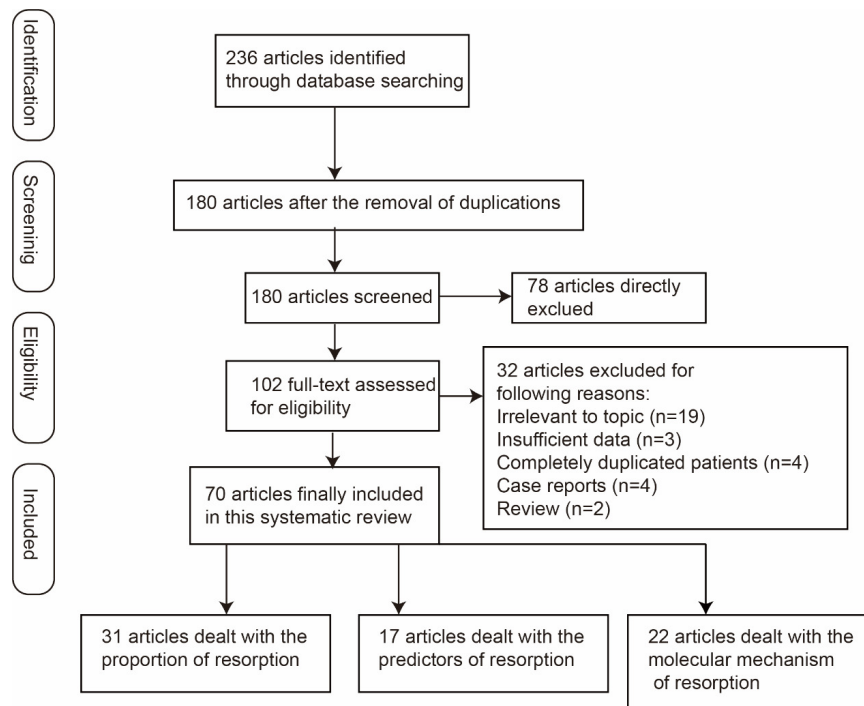 Identification
236 articles identified
through database searching
Screeninig
180 articles after the removal of duplications
180 articles screened
78 articles directly
exclued
Eligibility
102 full-text assessed
for eligibility
32 articles excluded for
following reasons:
Irrelevant to topic (n=19)
Insufficient data (n=3)
Completely duplicated patients (n=4)
Case reports (n=4)
Review (n=2)
Included
70 articles finally included
in this systematic review
31 articles dealt with the
proportion of resorption
17 articles dealt with the
predictors of resorption
22 articles dealt with the
molecular mechanism
of resorption